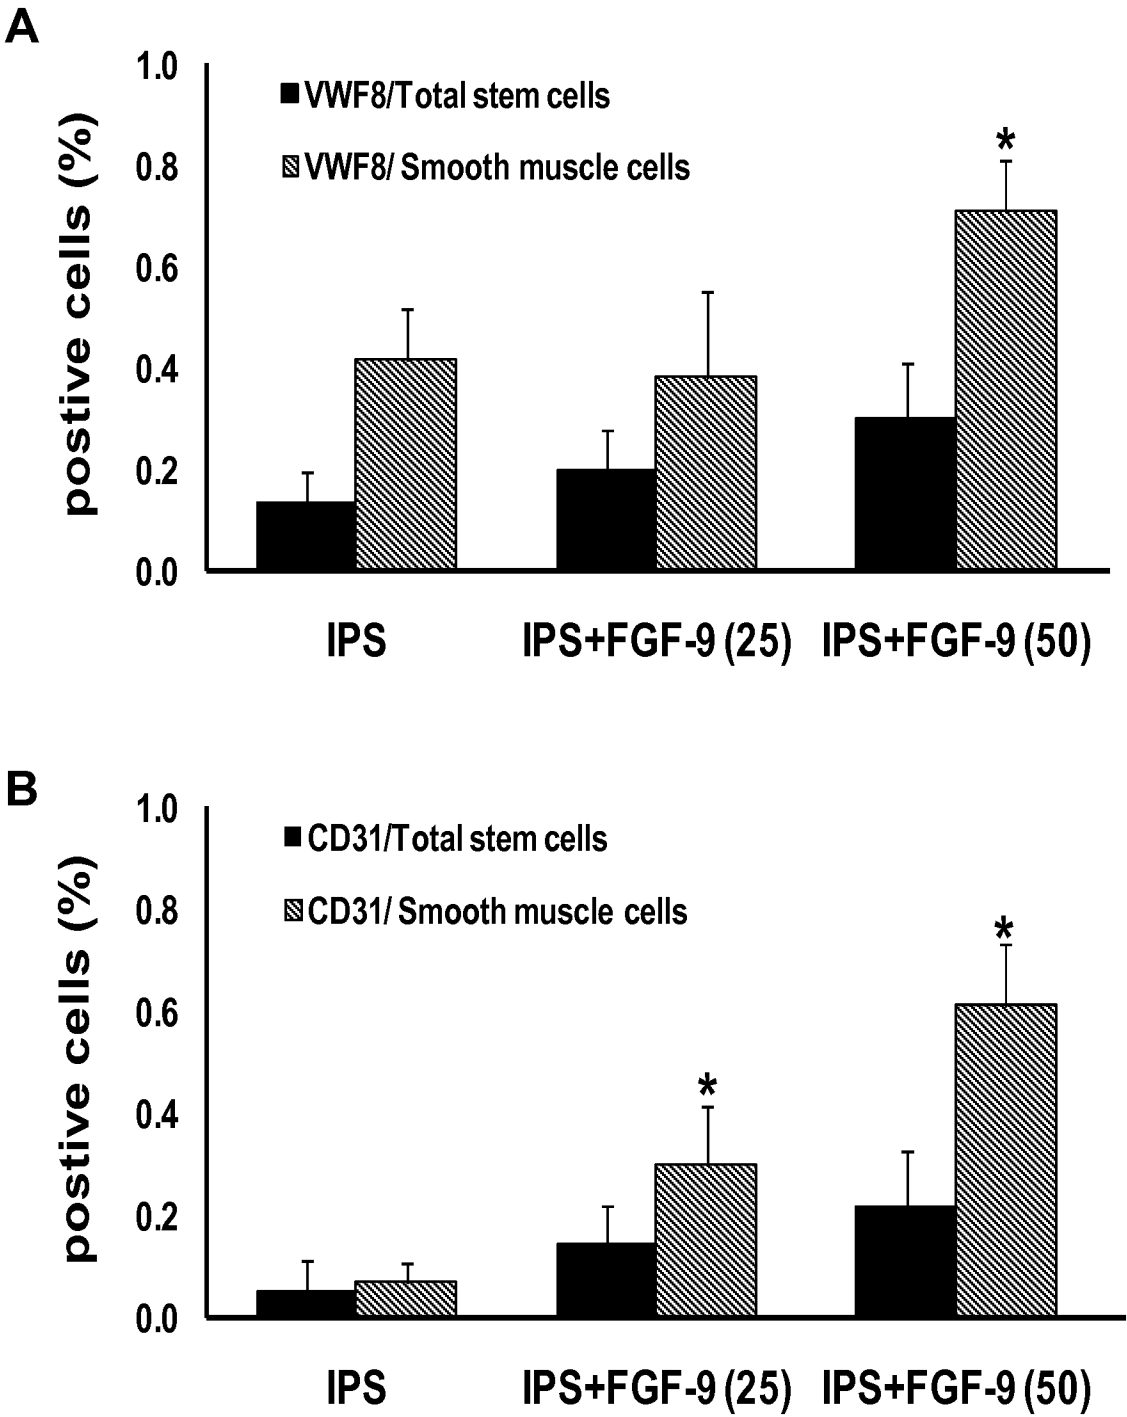 A
1.0
VWF8/Total stem cells
0.8
VWF8/ Smooth muscle cells
*
0.6
0.4
0.2
0.0
postive cells (%)
IPS
IPS+FGF-9 (25)
IPS+FGF-9 (50)
B
1.0
CD31/Total stem cells
0.8
CD31/ Smooth muscle cells
*
0.6
0.4
*
0.2
0.0
postive cells (%)
IPS
IPS+FGF-9 (25)
IPS+FGF-9 (50)